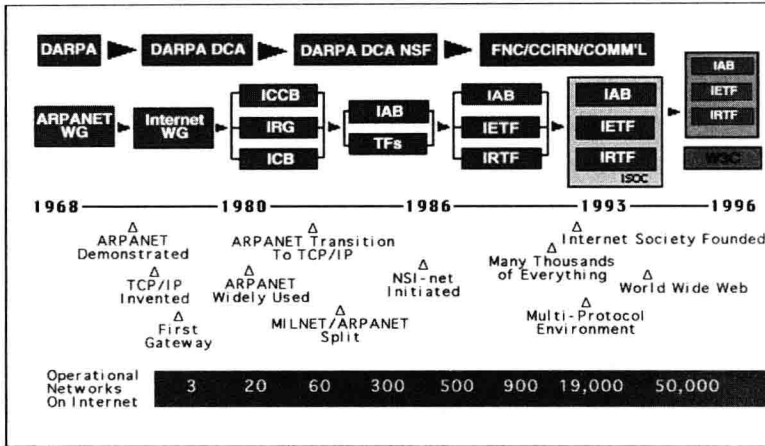 DARPA DARPA DCA DARPA DCA NSF FNC/CCIRN/COMM'L
ARPANET WG
Internet WG
ICCB
IRG
ICB
IAB
TFs
IAB
IETF
IRTF
IAB
IETF
IRTF
ISOC
IAB
IETF
IRTF
W3C
1968 1980 1986 1993 1996
ARPANET
Demonstrated
TCP/IP
Invented
First
Gateway
ARPANET
Widely Used
ARPANET Transition
To TCP/IP
MILNET/ARPANET
Split
NSI-net
Initiated
Many Thousands
of Everything
Internet Society Founded
World Wide Web
Multi-Protocol
Environment
Operational
Networks
On Internet
3 20 60 300 500 900 19,000 50,000